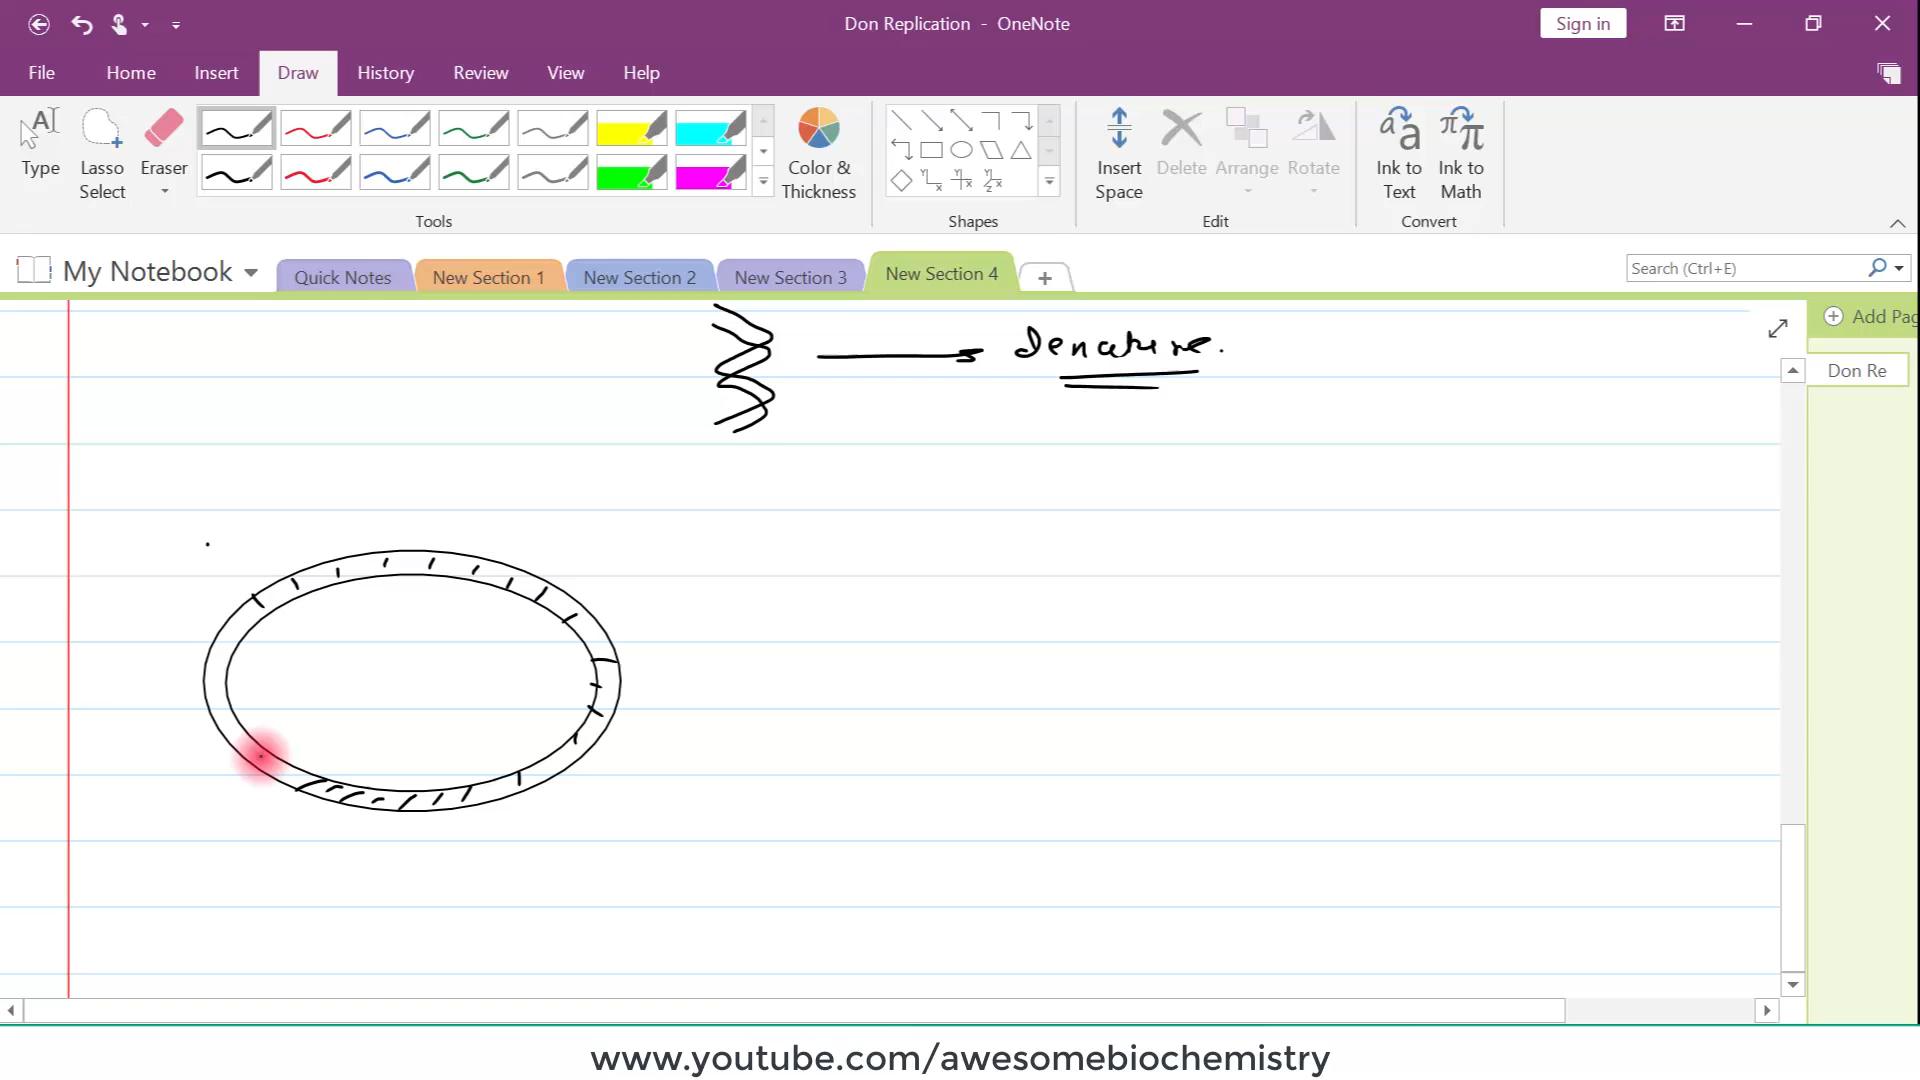 Don Replication - OneNote
Sign in
File Home Insert Draw History Review View Help
Type
Lasso Select
Eraser
Color & Thickness
Insert Space
Delete
Arrange
Rotate
Ink to Text
Ink to Math
Tools
Shapes
Edit
Convert
My Notebook
Quick Notes
New Section 1
New Section 2
New Section 3
New Section 4
Search (Ctrl+E)
Add Pag
Don Re
Denature.
www.youtube.com/awesomebiochemistry